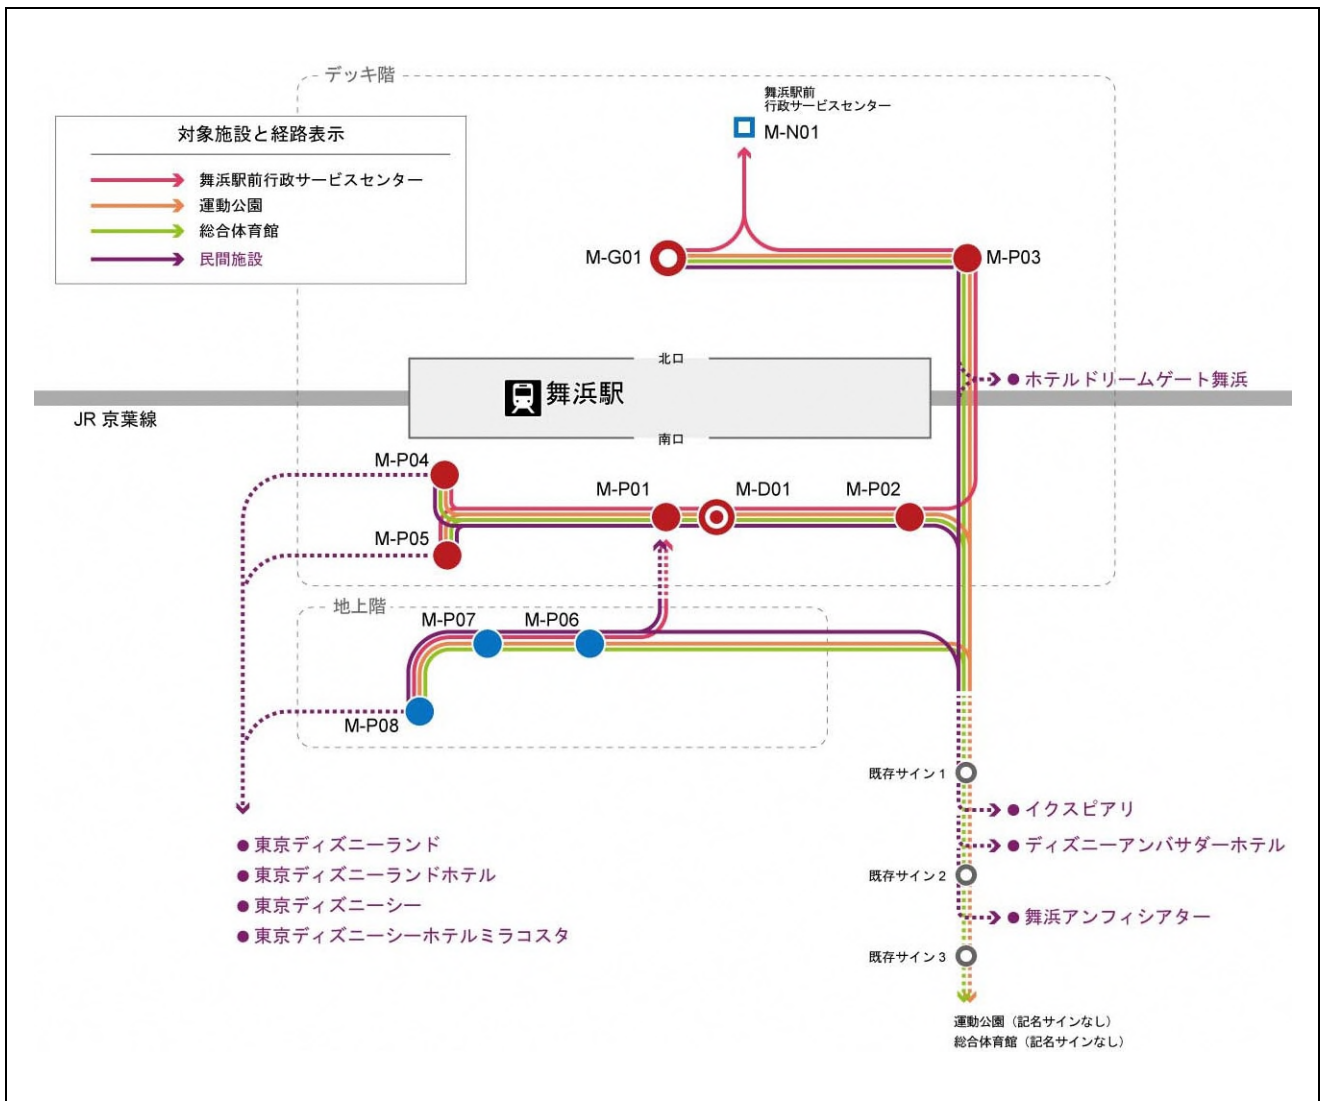 デッキ階
舞浜駅前
行政サービスセンター
M-N01
対象施設と経路表示
舞浜駅前行政サービスセンター
運動公園
総合体育館
民間施設
M-G01
M-P03
北口
舞浜駅
ホテルドリームゲート舞浜
JR 京葉線
南口
M-P04
M-P01
M-D01
M-P02
M-P05
地上階
M-P07
M-P06
M-P08
既存サイン 1
イクスピアリ
東京ディズニーランド
ディズニーアンバサダーホテル
東京ディズニーランドホテル
既存サイン 2
東京ディズニーシー
舞浜アンフィシアター
東京ディズニーシーホテルミラコスタ
既存サイン 3
運動公園（記名サインなし）
総合体育館（記名サインなし）